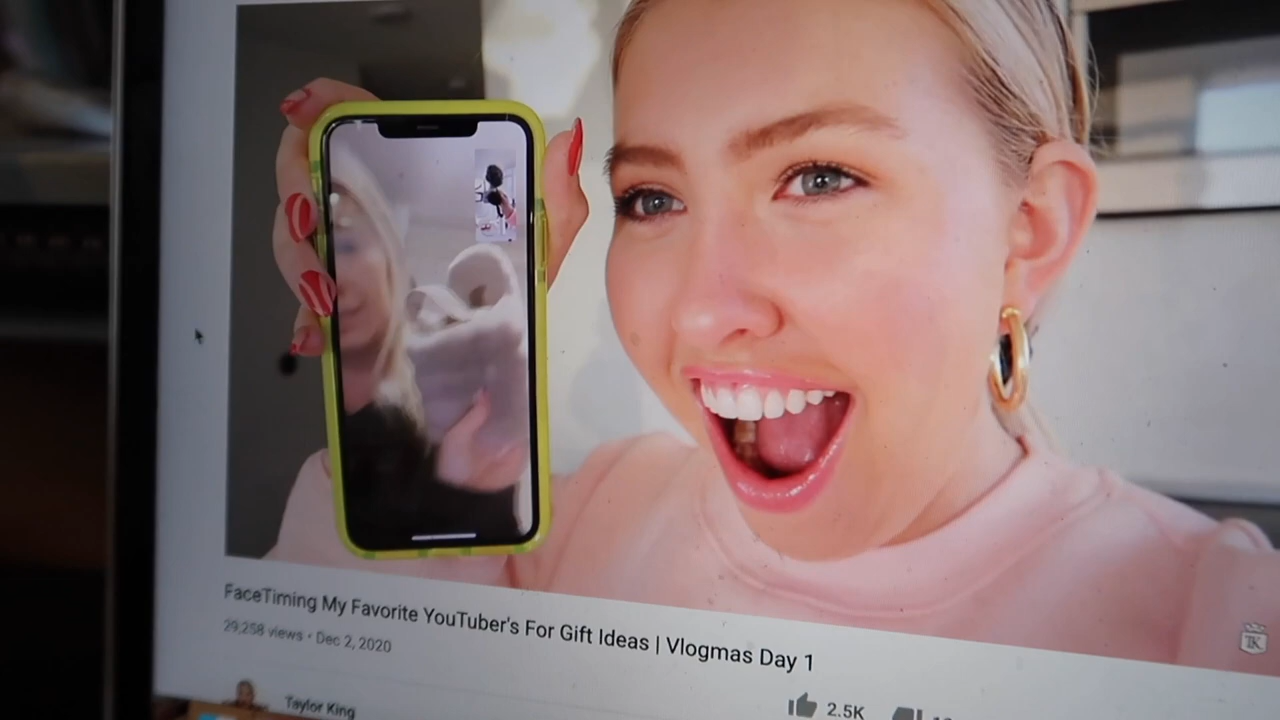 FaceTiming My Favorite YouTuber's For Gift Ideas | Vlogmas Day 1
29,258 views • Dec 2, 2020
Taylor King
2.5K
TK